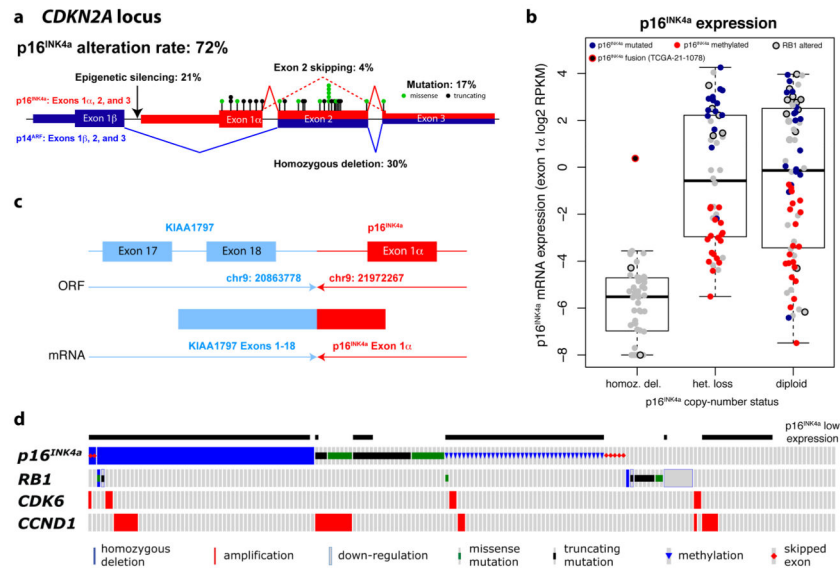 a CDKN2A locus
p16INK4a alteration rate: 72%
Epigenetic silencing: 21%
Exon 2 skipping: 4%
Mutation: 17%
missense
truncating
p16INK4a: Exons 1α, 2, and 3
Exon 1β
Exon 1α
Exon 2
Exon 3
p14ARF: Exons 1β, 2, and 3
Homozygous deletion: 30%
b p16INK4a expression
p16INK4a mutated
p16INK4a methylated
RB1 altered
p16INK4a fusion (TCGA-21-1078)
p16INK4a mRNA expression (exon 1α log2 RPKM)
4
2
0
−2
−4
−6
−8
homoz. del.
het. loss
diploid
p16INK4a copy-number status
c
KIAA1797
p16INK4a
Exon 17
Exon 18
Exon 1α
chr9: 20863778
chr9: 21972267
ORF
KIAA1797 Exons 1-18
p16INK4a Exon 1α
mRNA
d
p16INK4a low
expression
p16INK4a
RB1
CDK6
CCND1
homozygous
deletion
amplification
down-regulation
missense
mutation
truncating
mutation
methylation
skipped
exon